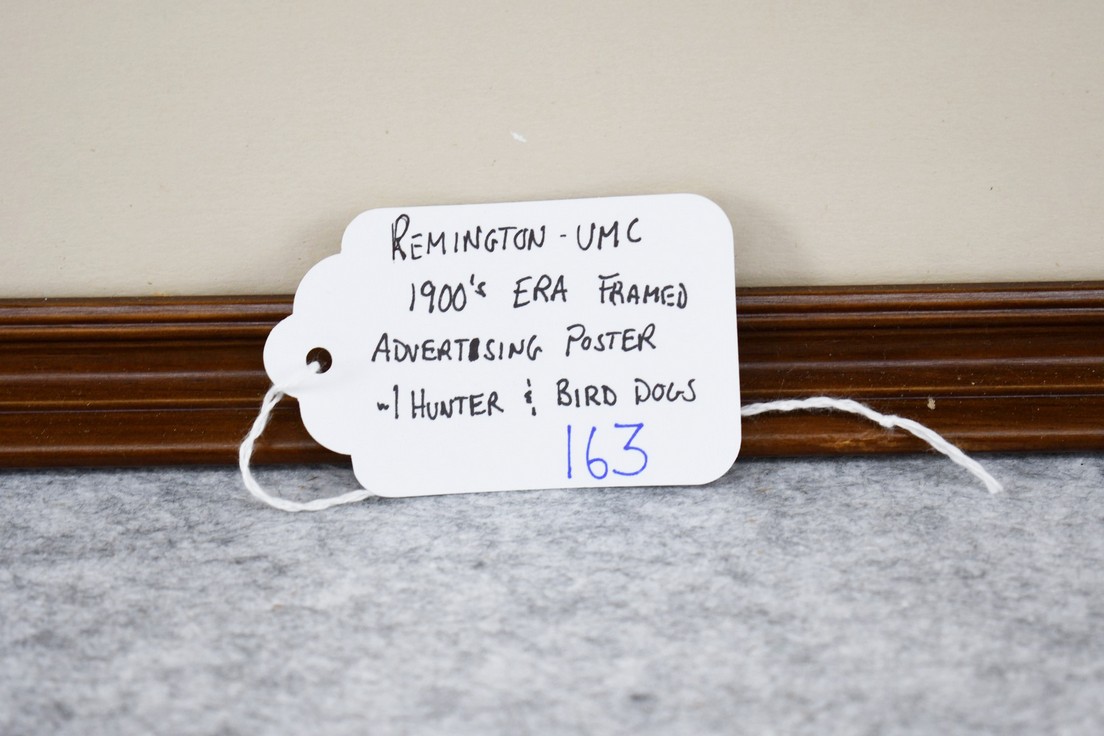 REMINGTON - UMC
1900's ERA FRAMED
ADVERTISING POSTER
w/ HUNTER & BIRD DOGS
163